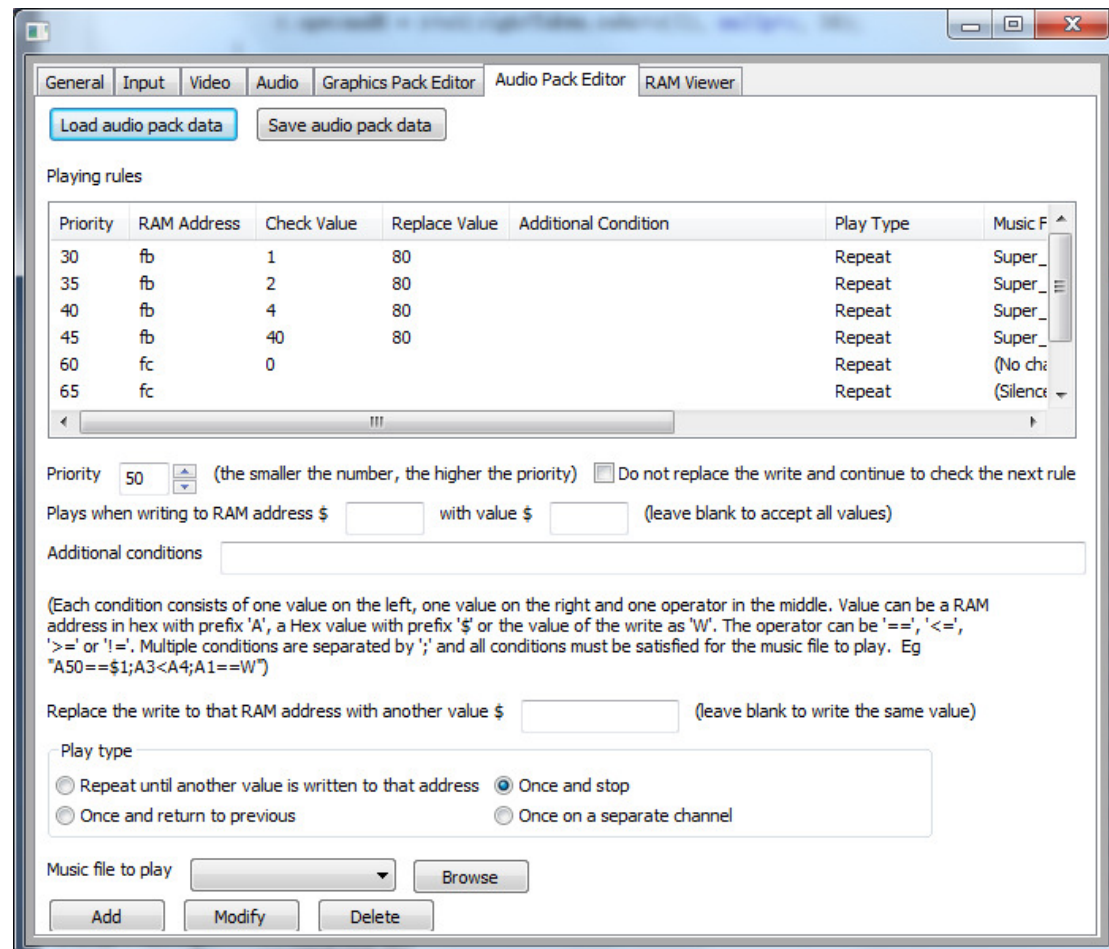 General Input Video Audio Graphics Pack Editor Audio Pack Editor RAM Viewer
Load audio pack data Save audio pack data
Playing rules
Priority RAM Address Check Value Replace Value Additional Condition Play Type Music F
30 fb 1 80 Repeat Super_
35 fb 2 80 Repeat Super_
40 fb 4 80 Repeat Super_
45 fb 40 80 Repeat Super_
60 fc 0 Repeat (No cha
65 fc Repeat (Silence
Priority 50 (the smaller the number, the higher the priority) Do not replace the write and continue to check the next rule
Plays when writing to RAM address $ with value $ (leave blank to accept all values)
Additional conditions
(Each condition consists of one value on the left, one value on the right and one operator in the middle. Value can be a RAM
address in hex with prefix 'A', a Hex value with prefix '$' or the value of the write as 'W'. The operator can be '==', '<=',
'>=' or '!='. Multiple conditions are separated by ';' and all conditions must be satisfied for the music file to play. Eg
"A50==$1;A3<A4;A1==W")
Replace the write to that RAM address with another value $ (leave blank to write the same value)
Play type
Repeat until another value is written to that address Once and stop
Once and return to previous Once on a separate channel
Music file to play Browse
Add Modify Delete